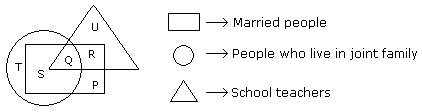 U
Married people
R
Q
People who live in joint family
T
S
P
School teachers